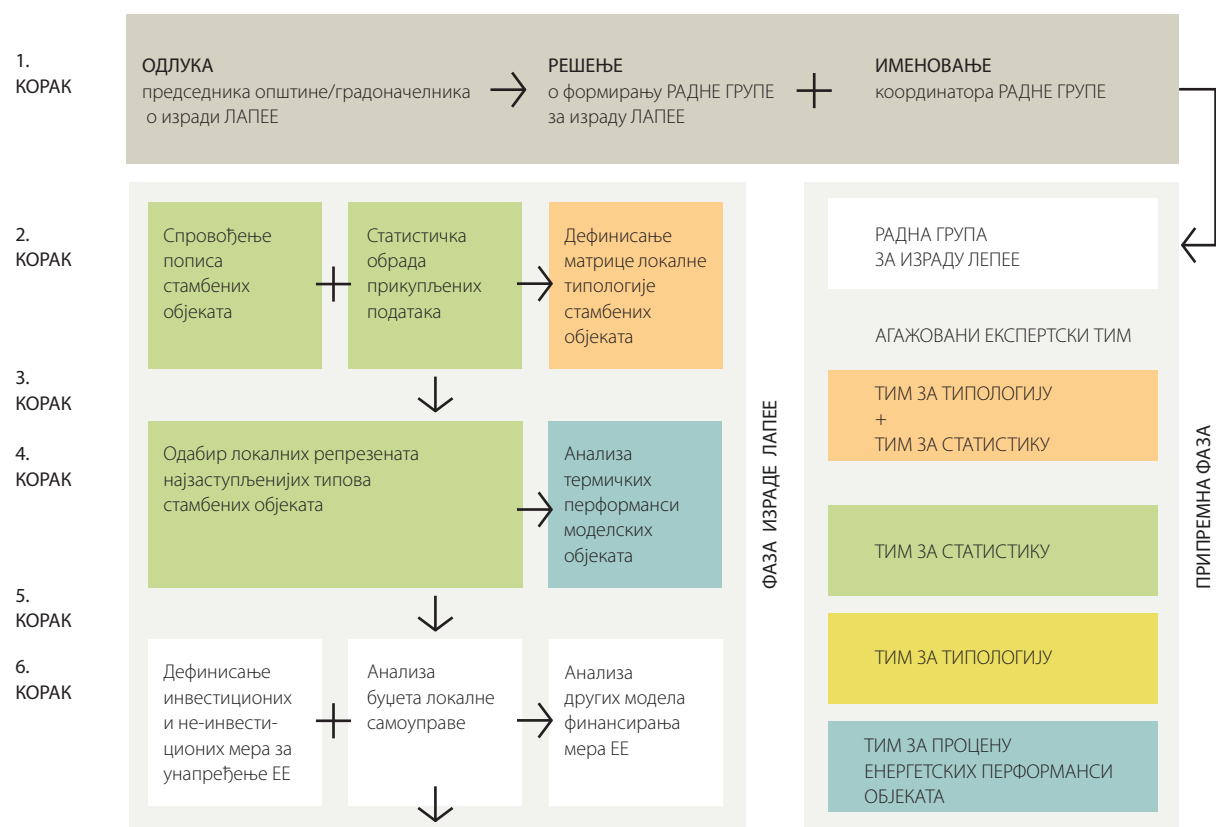 1.
КОРАК
ОДЛУКА
председника општине/градоначелника
о изради ЛАПЕЕ
РЕШЕЊЕ
о формирању РАДНЕ ГРУПЕ
за израду ЛАПЕЕ
ИМЕНОВАЊЕ
координатора РАДНЕ ГРУПЕ
2.
КОРАК
Спровођење
пописа
стамбених
објеката
Статистичка
обрада
прикупљених
података
Дефинисање
матрице локалне
типологије
стамбених
објеката
3.
КОРАК
4.
КОРАК
Одабир локалних репрезената
најзаступљенијих типова
стамбених објеката
Анализа
термичких
перформанси
моделских
објеката
5.
КОРАК
6.
КОРАК
Дефинисање
инвестиционих
и не-инвести-
ционих мера за
унапређење ЕЕ
Анализа
буџета локалне
самоуправе
Анализа
других модела
финансирања
мера ЕЕ
ФАЗА ИЗРАДЕ ЛАПЕЕ
РАДНА ГРУПА
ЗА ИЗРАДУ ЛЕПЕЕ
АГАЖОВАНИ ЕКСПЕРТСКИ ТИМ
ТИМ ЗА ТИПОЛОГИЈУ
+
ТИМ ЗА СТАТИСТИКУ
ТИМ ЗА СТАТИСТИКУ
ТИМ ЗА ТИПОЛОГИЈУ
ТИМ ЗА ПРОЦЕНУ
ЕНЕРГЕТСКИХ ПЕРФОРМАНСИ
ОБЈЕКАТА
ПРИПРЕМНА ФАЗА